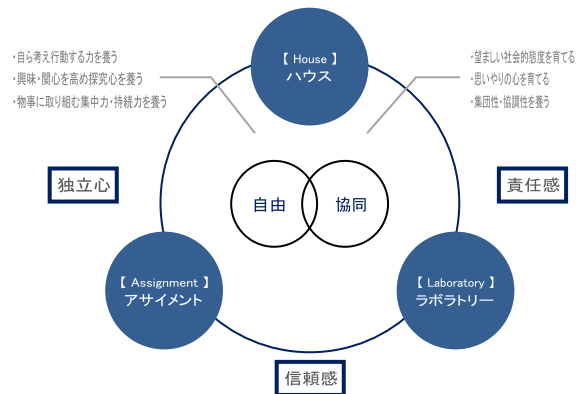 【 House 】
ハウス
・自ら考え行動する力を養う
・興味・関心を高め探究心を養う
・物事に取り組む集中力・持続力を養う
・望ましい社会的態度を育てる
・思いやりの心を育てる
・集団性・協調性を養う
独立心
責任感
自由
協同
【 Assignment 】
アサイメント
【 Laboratory 】
ラボラトリー
信頼感